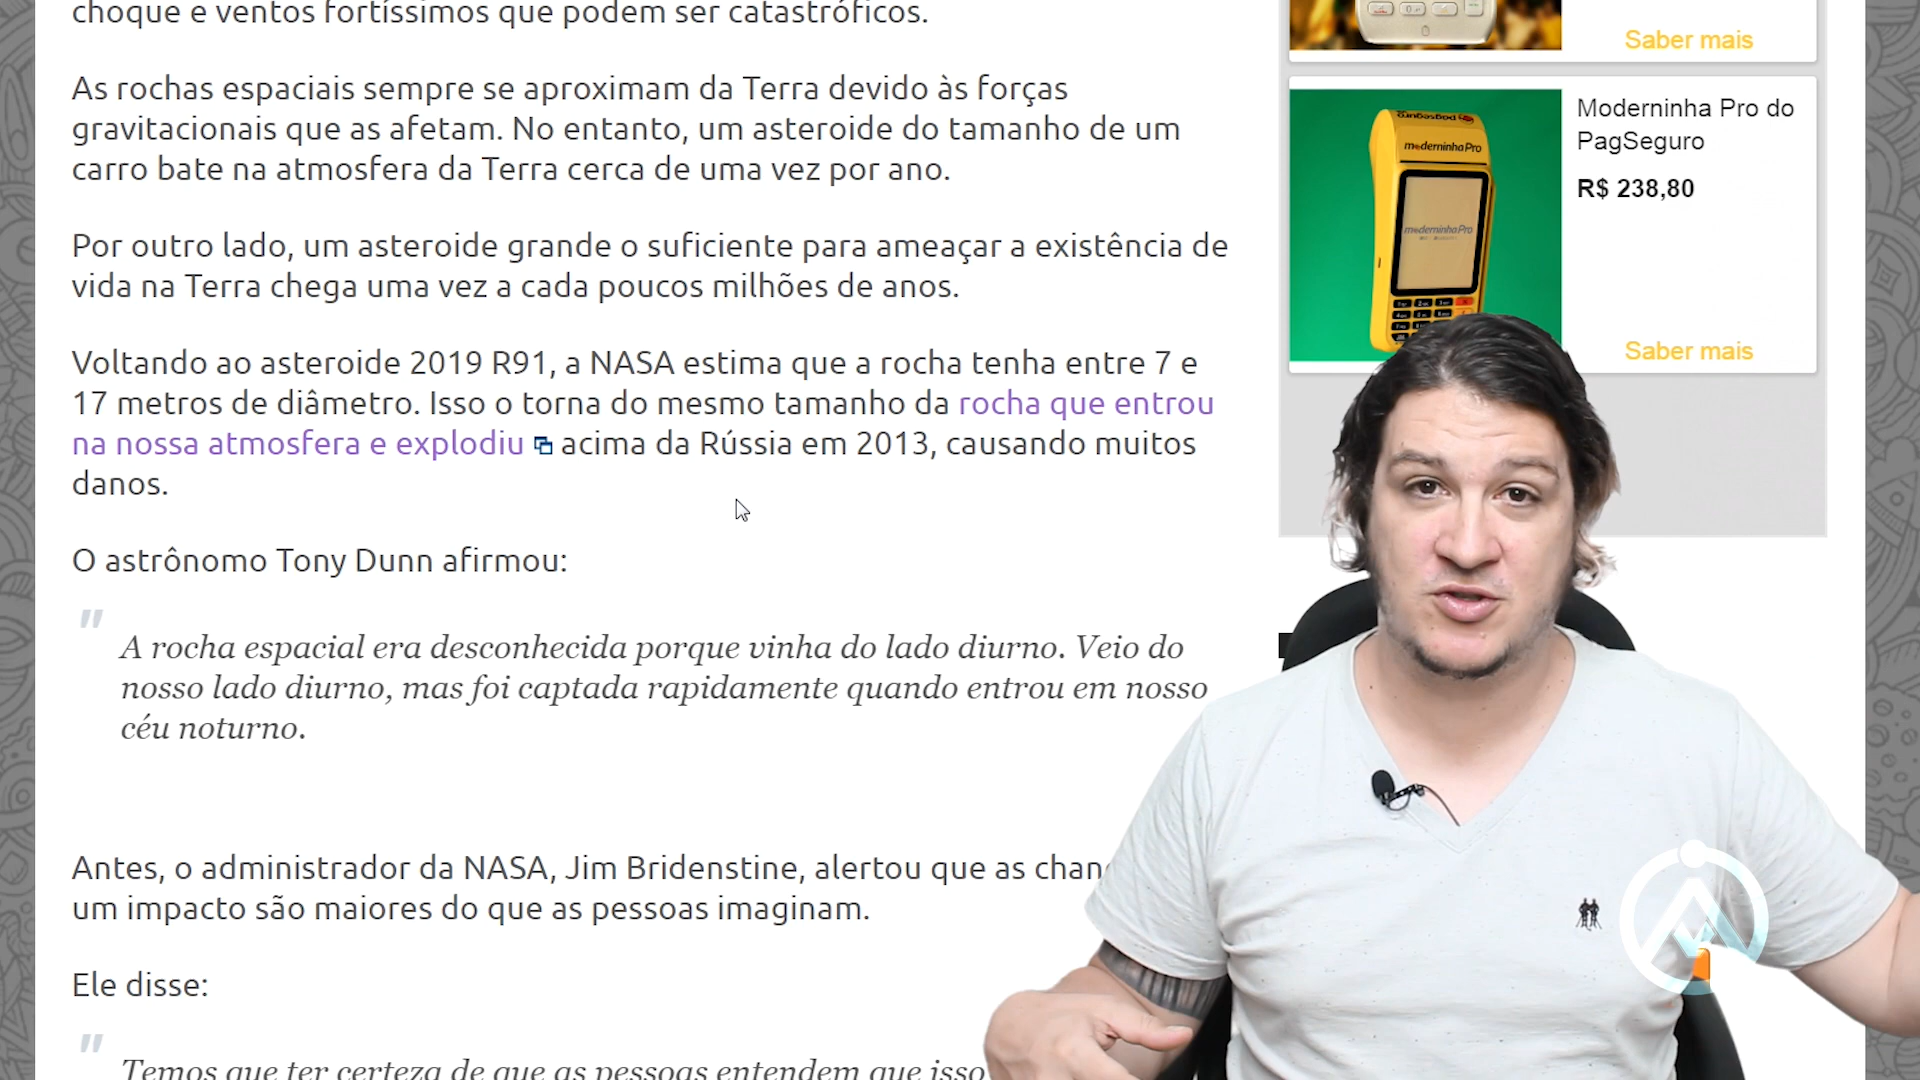 choque e ventos fortíssimos que podem ser catastróficos.
As rochas espaciais sempre se aproximam da Terra devido às forças
gravitacionais que as afetam. No entanto, um asteroide do tamanho de um
carro bate na atmosfera da Terra cerca de uma vez por ano.
Por outro lado, um asteroide grande o suficiente para ameaçar a existência de
vida na Terra chega uma vez a cada poucos milhões de anos.
Voltando ao asteroide 2019 R91, a NASA estima que a rocha tenha entre 7 e
17 metros de diâmetro. Isso o torna do mesmo tamanho da rocha que entrou
na nossa atmosfera e explodiu acima da Rússia em 2013, causando muitos
danos.
O astrônomo Tony Dunn afirmou:
"
A rocha espacial era desconhecida porque vinha do lado diurno. Veio do
nosso lado diurno, mas foi captada rapidamente quando entrou em nosso
céu noturno.
Antes, o administrador da NASA, Jim Bridenstine, alertou que as chan
um impacto são maiores do que as pessoas imaginam.
Ele disse:
"
Temos que ter certeza de que as pessoas entendem que isso
Saber mais
Moderninha Pro do
PagSeguro
R$ 238,80
Saber mais
pagseguro
moderninha Pro
moderninha Pro